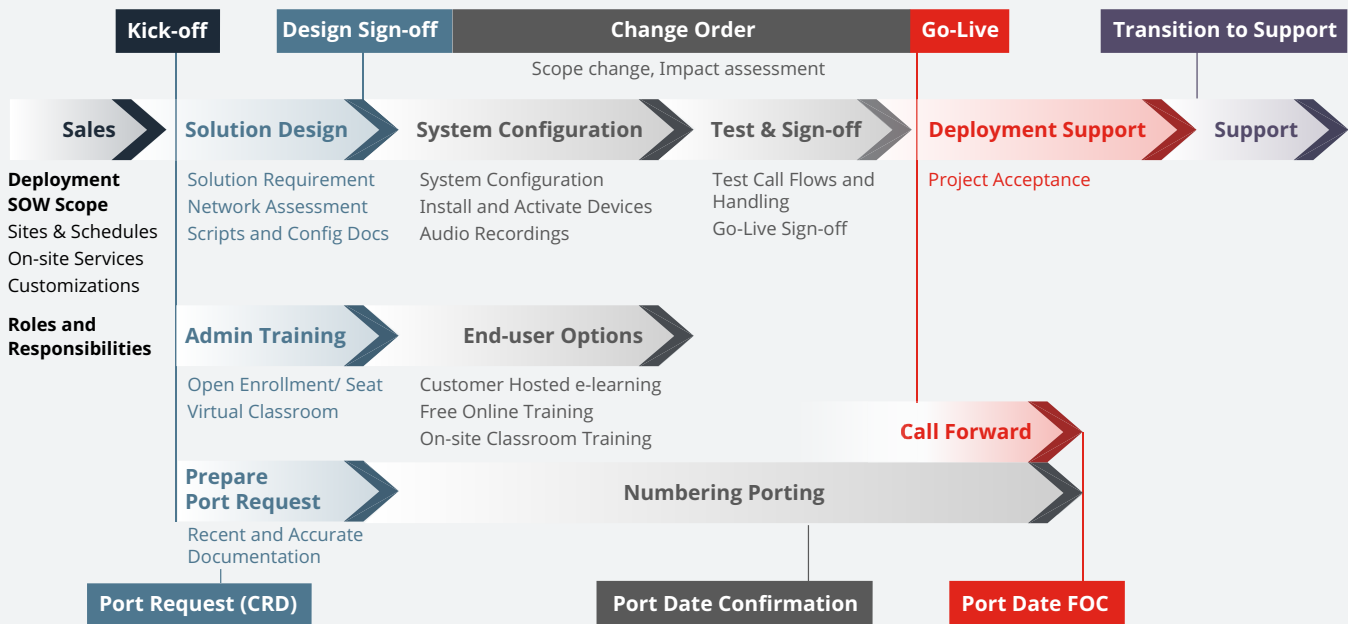 Kick-off
Design Sign-off
Change Order
Go-Live
Transition to Support
Scope change, Impact assessment
Sales
Solution Design
System Configuration
Test & Sign-off
Deployment Support
Support
Deployment
SOW Scope
Sites & Schedules
On-site Services
Customizations
Roles and
Responsibilities
Solution Requirement
Network Assessment
Scripts and Config Docs
System Configuration
Install and Activate Devices
Audio Recordings
Test Call Flows and
Handling
Go-Live Sign-off
Project Acceptance
Admin Training
End-user Options
Open Enrollment/ Seat
Virtual Classroom
Customer Hosted e-learning
Free Online Training
On-site Classroom Training
Call Forward
Prepare
Port Request
Numbering Porting
Recent and Accurate
Documentation
Port Request (CRD)
Port Date Confirmation
Port Date FOC